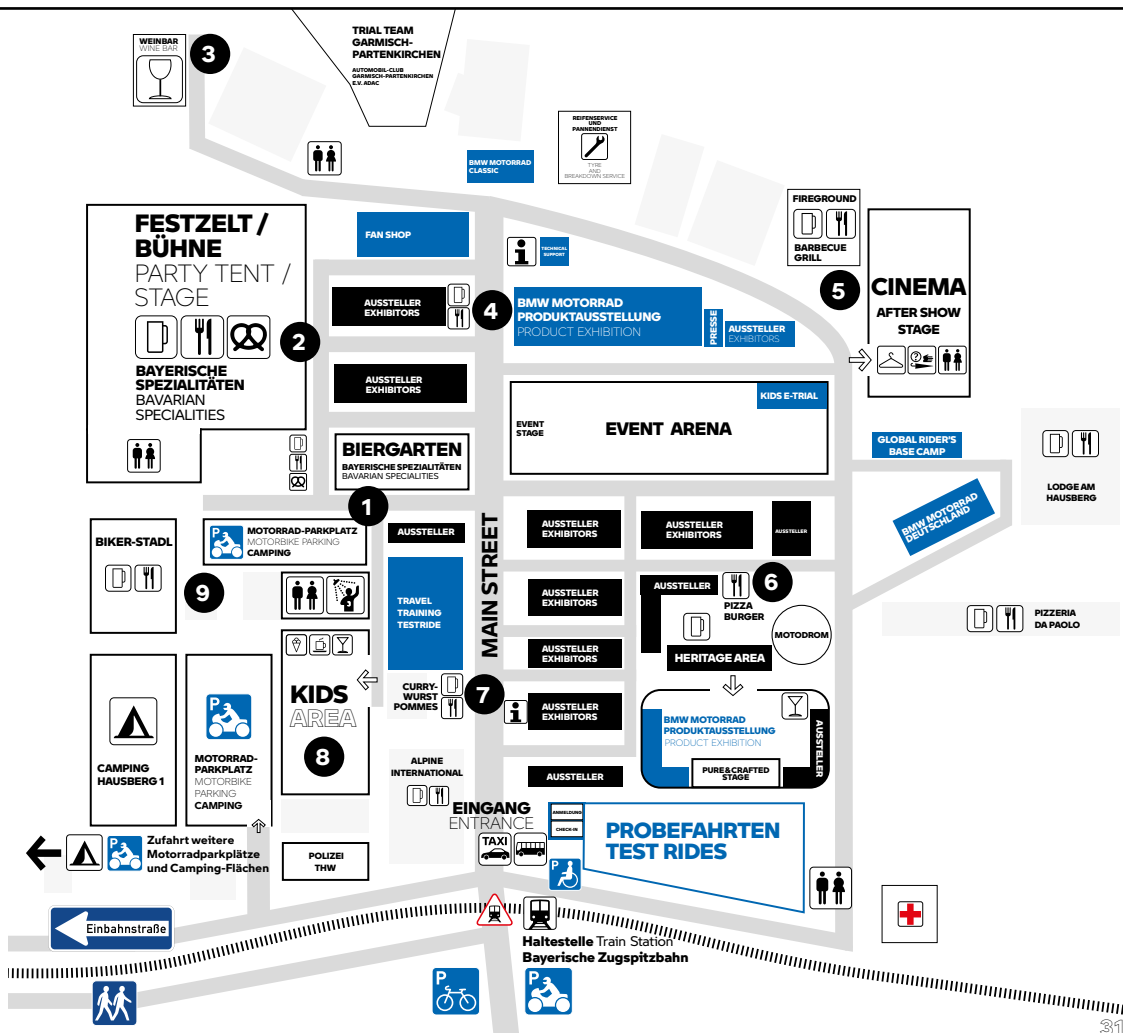 WEINBAR
WINE BAR
3
TRIAL TEAM
GARMISCH-
PARTENKIRCHEN
AUTOMOBIL-CLUB
GARMISCH-PARTENKIRCHEN
E.V. ADAC
REIFENSERVICE
UND
PANNENDIENST
TYRE
AND
BREAKDOWN SERVICE
BMW MOTORRAD
CLASSIC
FIREGROUND
BARBECUE
GRILL
5
CINEMA
AFTER SHOW
STAGE
FESTZELT /
BÜHNE
PARTY TENT /
STAGE
BAYERISCHE
SPEZIALITÄTEN
BAVARIAN
SPECIALITIES
2
FAN SHOP
i
TECHNICAL
SUPPORT
AUSSTELLER
EXHIBITORS
4
BMW MOTORRAD
PRODUKTAUSSTELLUNG
PRODUCT EXHIBITION
PRESSE
AUSSTELLER
EXHIBITORS
AUSSTELLER
EXHIBITORS
KIDS E-TRIAL
EVENT
STAGE
EVENT ARENA
BIERGARTEN
BAYERISCHE SPEZIALITÄTEN
BAVARIAN SPECIALITIES
1
GLOBAL RIDER'S
BASE CAMP
LODGE AM
HAUSBERG
BMW MOTORRAD
DEUTSCHLAND
BIKER-STADL
9
P
MOTORRAD-PARKPLATZ
MOTORBIKE PARKING
CAMPING
AUSSTELLER
MAIN STREET
AUSSTELLER
EXHIBITORS
AUSSTELLER
EXHIBITORS
AUSSTELLER
TRAVEL
TRAINING
TESTRIDE
AUSSTELLER
EXHIBITORS
AUSSTELLER
6
PIZZA
BURGER
MOTODROM
HERITAGE AREA
PIZZERIA
DA PAOLO
AUSSTELLER
EXHIBITORS
KIDS
AREA
8
CURRY-
WURST
POMMES
7
i
AUSSTELLER
EXHIBITORS
BMW MOTORRAD
PRODUKTAUSSTELLUNG
PRODUCT EXHIBITION
AUSSTELLER
PURE&CRAFTED
STAGE
CAMPING
HAUSBERG 1
P
MOTORRAD-
PARKPLATZ
MOTORBIKE
PARKING
CAMPING
ALPINE
INTERNATIONAL
AUSSTELLER
EINGANG
ENTRANCE
TAXI
ANMELDUNG
CHECK-IN
PROBEFAHRTEN
TEST RIDES
P
P
Zufahrt weitere
Motorradparkplätze
und Camping-Flächen
POLIZEI
THW
Einbahnstraße
Haltestelle Train Station
Bayerische Zugspitzbahn
P
P
31